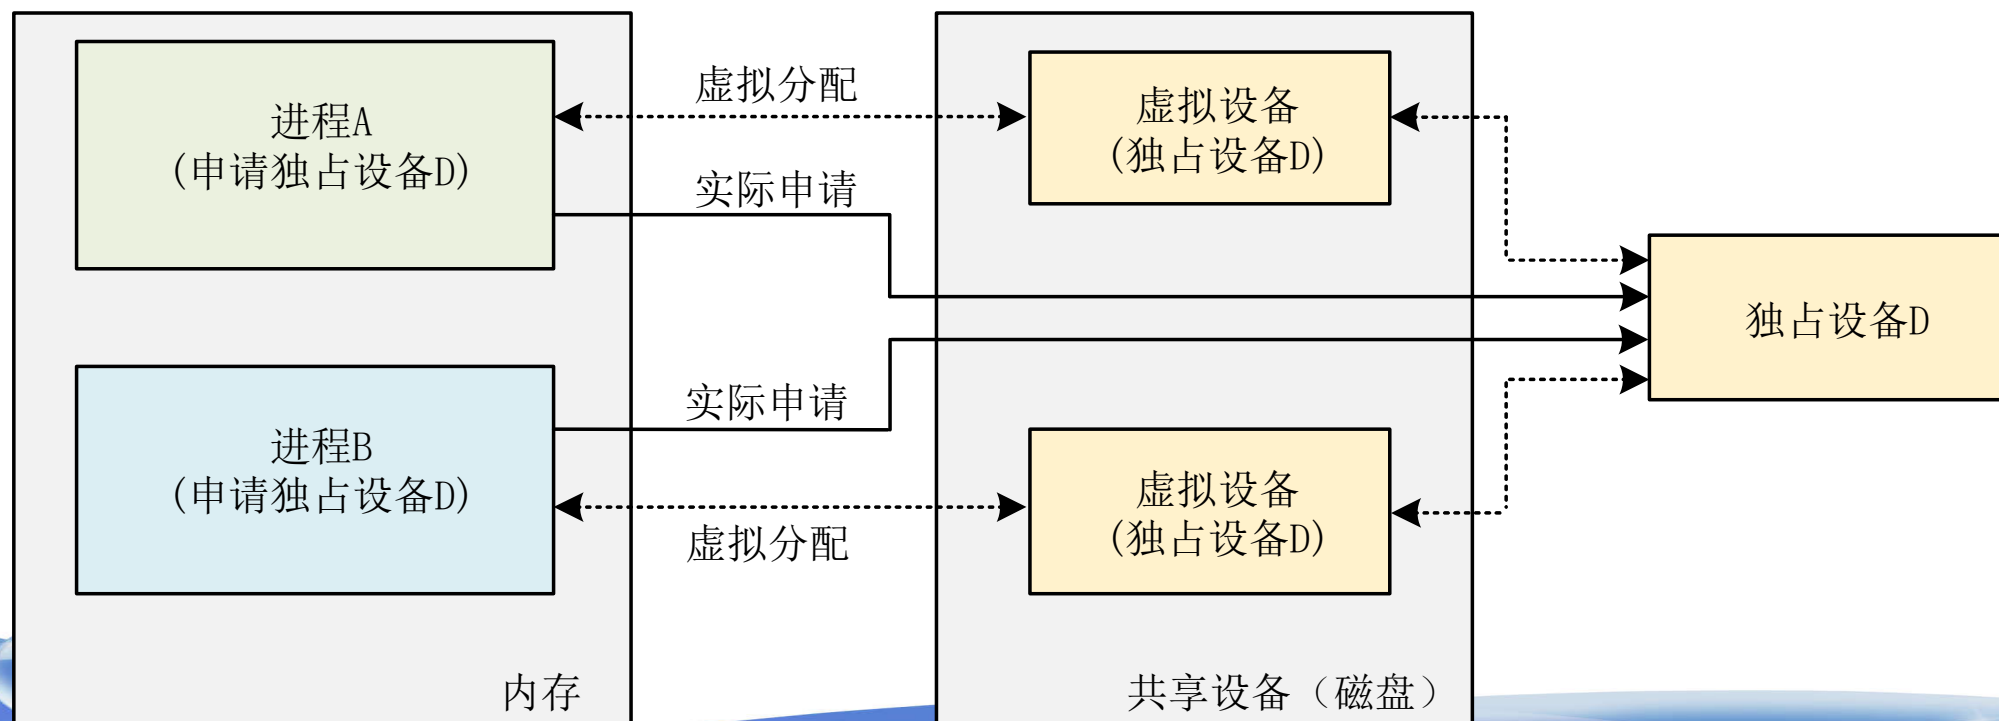 进程A
(申请独占设备D)
虚拟分配
实际申请
虚拟设备
(独占设备D)
独占设备D
进程B
(申请独占设备D)
实际申请
虚拟分配
虚拟设备
(独占设备D)
内存
共享设备（磁盘）